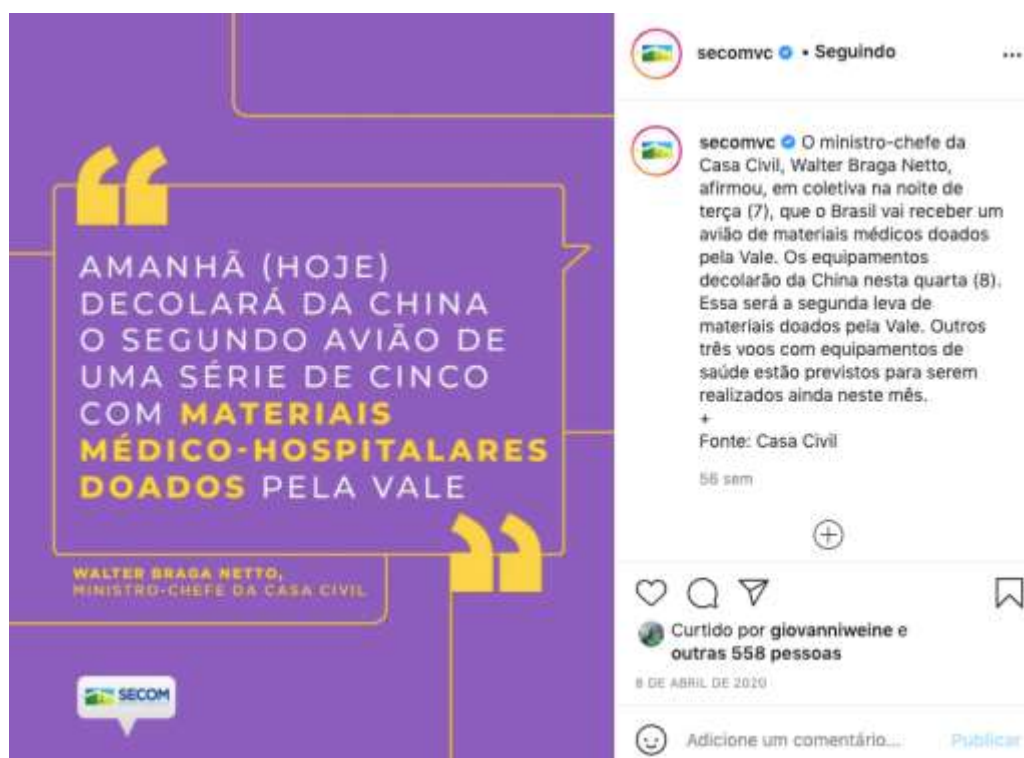 AMANHÃ (HOJE)
DECOLARÁ DA CHINA
O SEGUNDO AVIÃO DE
UMA SÉRIE DE CINCO
COM MATERIAIS
MÉDICO-HOSPITALARES
DOADOS PELA VALE
WALTER BRAGA NETTO,
MINISTRO-CHEFE DA CASA CIVIL
SECOM
secomvc • Seguindo
secomvc O ministro-chefe da
Casa Civil, Walter Braga Netto,
afirmou, em coletiva na noite de
terça (7), que o Brasil vai receber um
avião de materiais médicos doados
pela Vale. Os equipamentos
decolarão da China nesta quarta (8).
Essa será a segunda leva de
materiais doados pela Vale. Outros
três voos com equipamentos de
saúde estão previstos para serem
realizados ainda neste mês.
+
Fonte: Casa Civil
56 sem
Curtido por giovanniweine e
outras 558 pessoas
8 DE ABRIL DE 2020
Adicione um comentário... Publicar